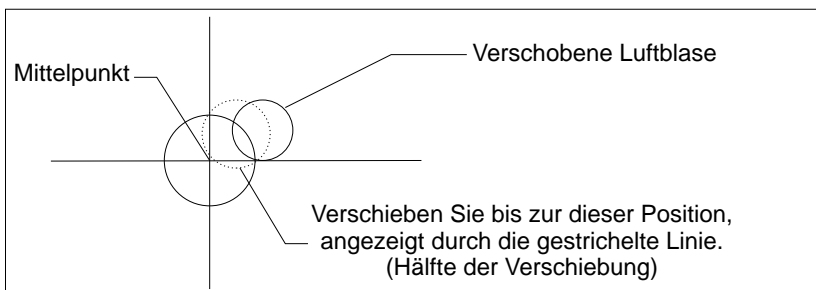 Verschobene Luftblase
Mittelpunkt
Verschieben Sie bis zur dieser Position,
angezeigt durch die gestrichelte Linie.
(Hälfte der Verschiebung)